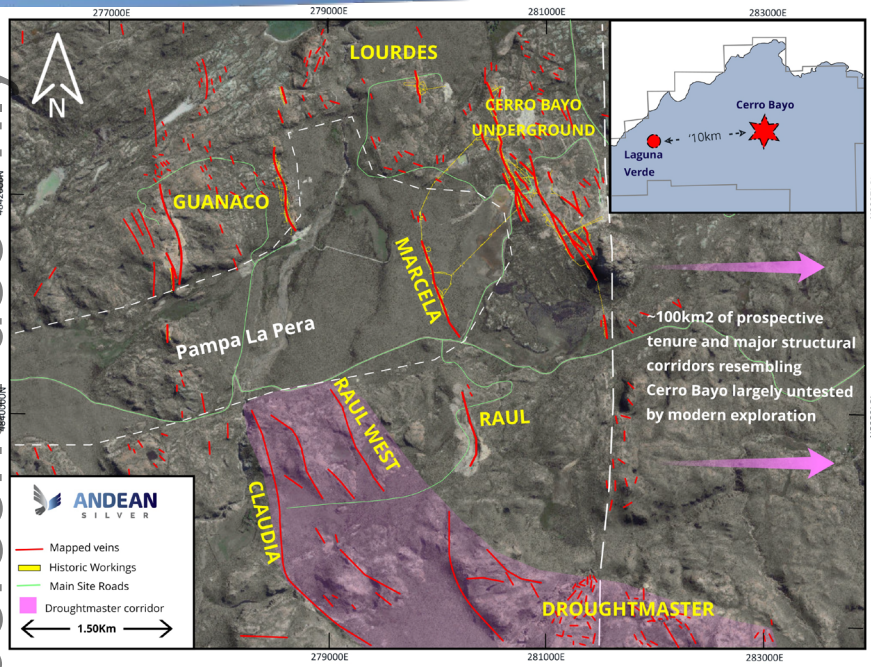 277000E
279000E
281000E
283000E
LOURDES
CERRO BAYO
UNDERGROUND
N
Cerro Bayo
~10km
Laguna
Verde
GUANACO
MARCELA
Pampa La Pera
~100km2 of prospective
tenure and major structural
corridors resembling
Cerro Bayo largely untested
by modern exploration
RAUL WEST
RAUL
CLAUDIA
DROUGHTMASTER
ANDEAN
SILVER
Mapped veins
Historic Workings
Main Site Roads
Droughtmaster corridor
1.50Km
279000E
281000E
283000E